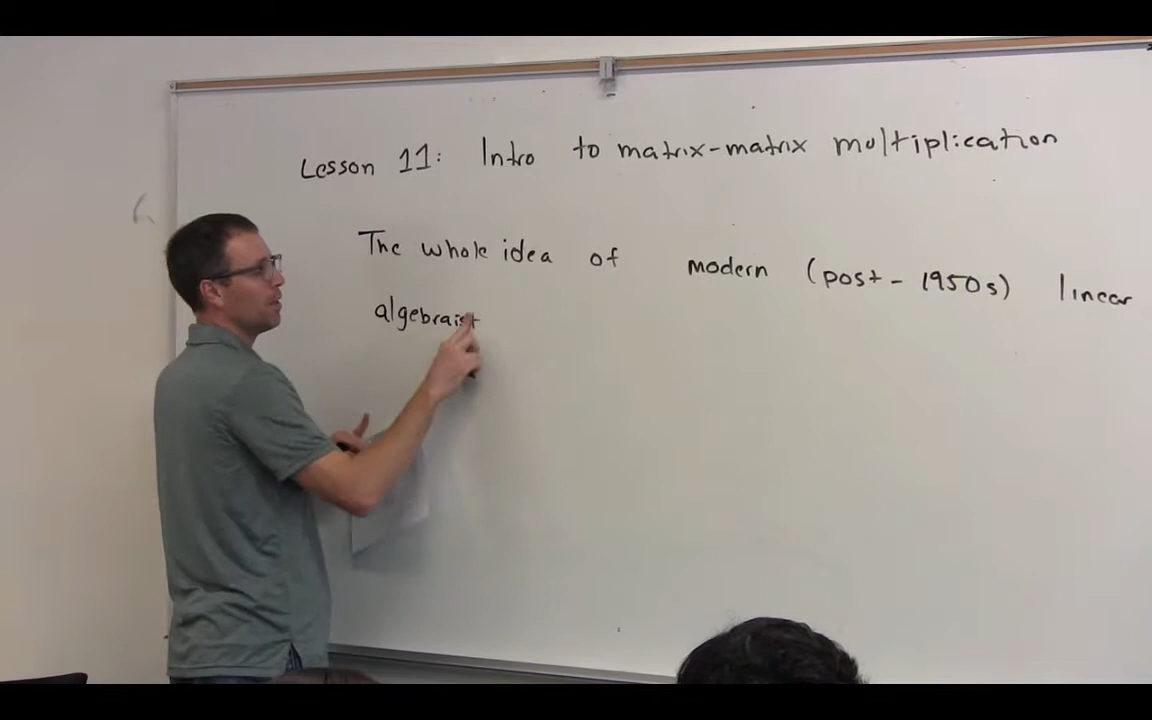 Lesson 11: Intro to matrix-matrix multiplication
The whole idea of modern (post-1950s) linear
algebraist